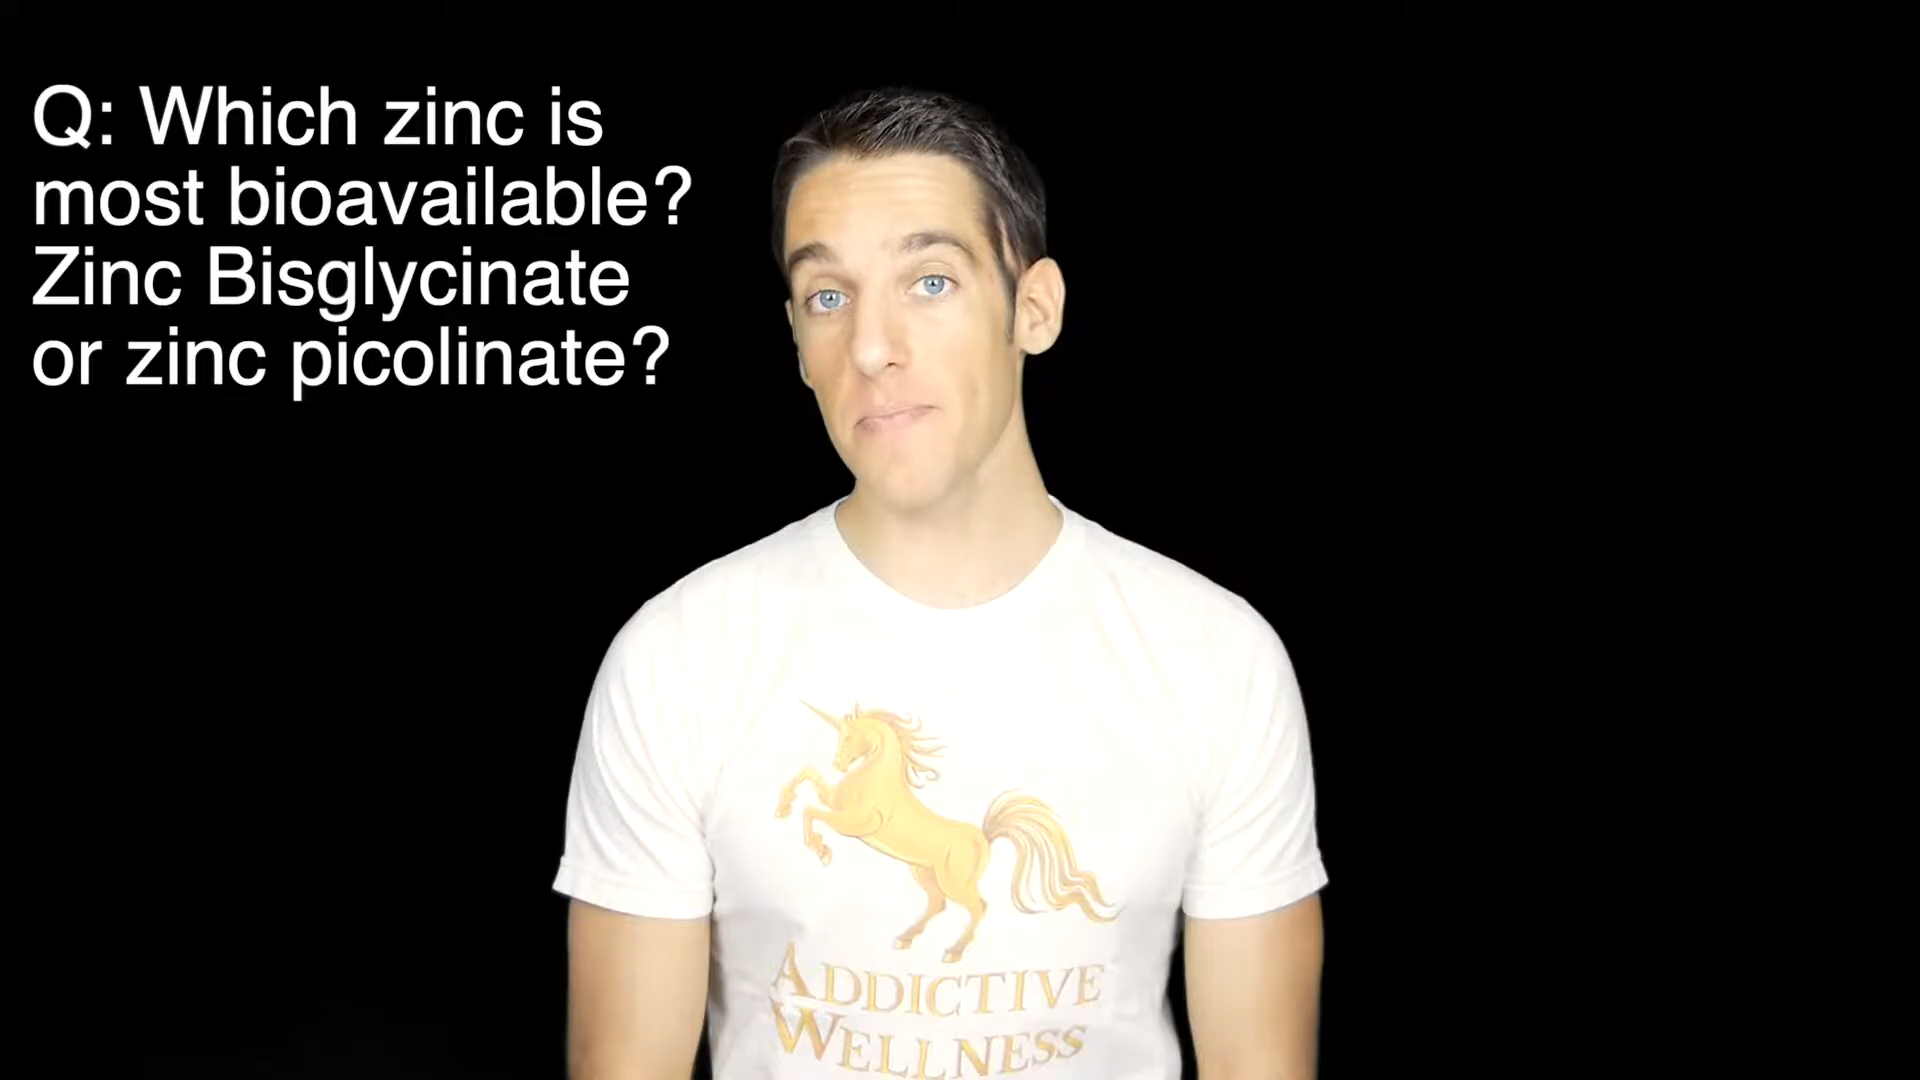 Q: Which zinc is
most bioavailable?
Zinc Bisglycinate
or zinc picolinate?
ADDICTIVE
WELLNESS